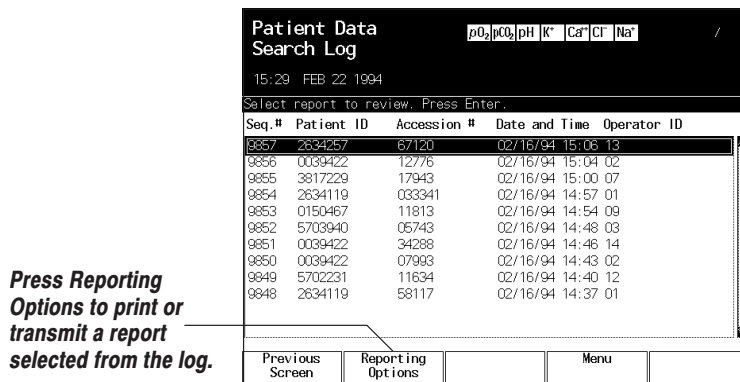 Patient Data
Search Log
pO₂ pCO₂ pH K⁺ Ca⁺⁺ Cl⁻ Na⁺ /
15:29 FEB 22 1994
Select report to review. Press Enter.
Seq.# Patient ID Accession # Date and Time Operator ID
9857 2634257 67120 02/16/94 15:06 13
9856 0039422 12776 02/16/94 15:04 02
9855 3817229 17943 02/16/94 15:00 07
9854 2634119 033341 02/16/94 14:57 01
9853 0150467 11813 02/16/94 14:54 09
9852 5703940 05743 02/16/94 14:48 03
9851 0039422 34288 02/16/94 14:46 14
9850 0039422 07993 02/16/94 14:43 02
9849 5702231 11634 02/16/94 14:40 12
9848 2634119 58117 02/16/94 14:37 01
Press Reporting
Options to print or
transmit a report
selected from the log.
Previous
Screen
Reporting
Options
Menu